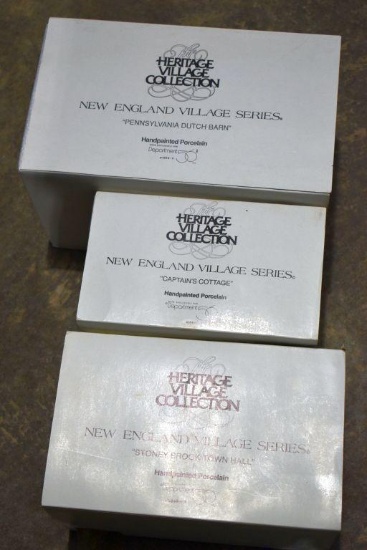 HERITAGE
VILLAGE
COLLECTION
NEW ENGLAND VILLAGE SERIES®
"PENNSYLVANIA DUTCH BARN"
Handpainted Porcelain
Department 56
HERITAGE
VILLAGE
COLLECTION
NEW ENGLAND VILLAGE SERIES®
"CAPTAIN'S COTTAGE"
Handpainted Porcelain
Department 56
HERITAGE
VILLAGE
COLLECTION
NEW ENGLAND VILLAGE SERIES®
"STONEY BROOK TOWN HALL"
Handpainted Porcelain